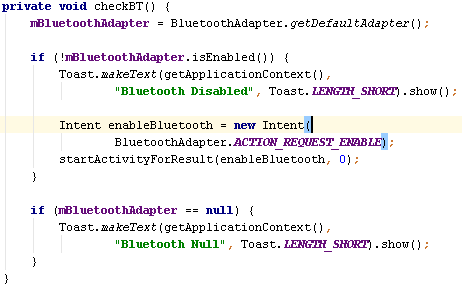 private void checkBT() {
mBluetoothAdapter = BluetoothAdapter.getDefaultAdapter();
if (!mBluetoothAdapter.isEnabled()) {
Toast.makeText(getApplicationContext(),
"Bluetooth Disabled", Toast.LENGTH_SHORT).show();
Intent enableBluetooth = new Intent(
BluetoothAdapter.ACTION_REQUEST_ENABLE);
startActivityForResult(enableBluetooth, 0);
}
if (mBluetoothAdapter == null) {
Toast.makeText(getApplicationContext(),
"Bluetooth Null", Toast.LENGTH_SHORT).show();
}
}